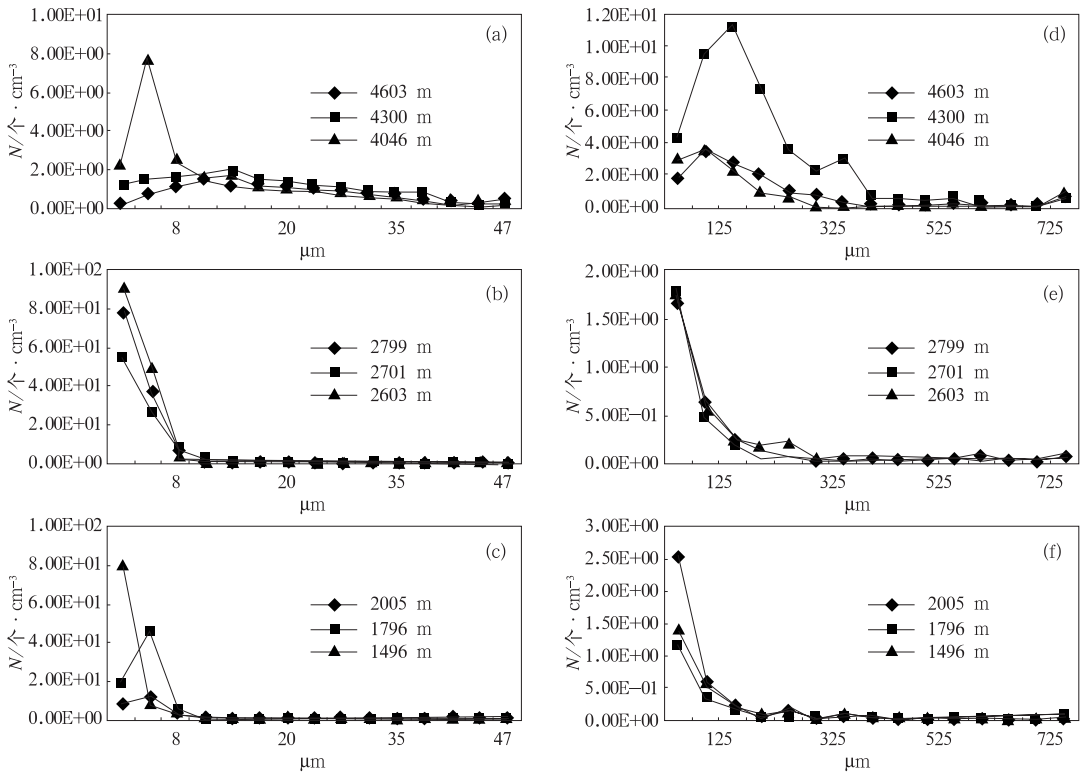 1.00E+01
8.00E+00
6.00E+00
4.00E+00
2.00E+00
0.00E+00
N/个·cm⁻³
(a)
4603 m
4300 m
4046 m
8 20 35 47
μm
1.20E+01
1.00E+01
8.00E+00
6.00E+00
4.00E+00
2.00E+00
0.00E+00
N/个·cm⁻³
(d)
4603 m
4300 m
4046 m
125 325 525 725
μm
1.00E+02
8.00E+01
6.00E+01
4.00E+01
2.00E+01
0.00E+00
N/个·cm⁻³
(b)
2799 m
2701 m
2603 m
8 20 35 47
μm
2.00E+00
1.50E+00
1.00E+00
5.00E−01
0.00E+00
N/个·cm⁻³
(e)
2799 m
2701 m
2603 m
125 325 525 725
μm
1.00E+02
8.00E+01
6.00E+01
4.00E+01
2.00E+01
0.00E+00
N/个·cm⁻³
(c)
2005 m
1796 m
1496 m
8 20 35 47
μm
3.00E+00
2.50E+00
2.00E+00
1.50E+00
1.00E+00
5.00E−01
0.00E+00
N/个·cm⁻³
(f)
2005 m
1796 m
1496 m
125 325 525 725
μm